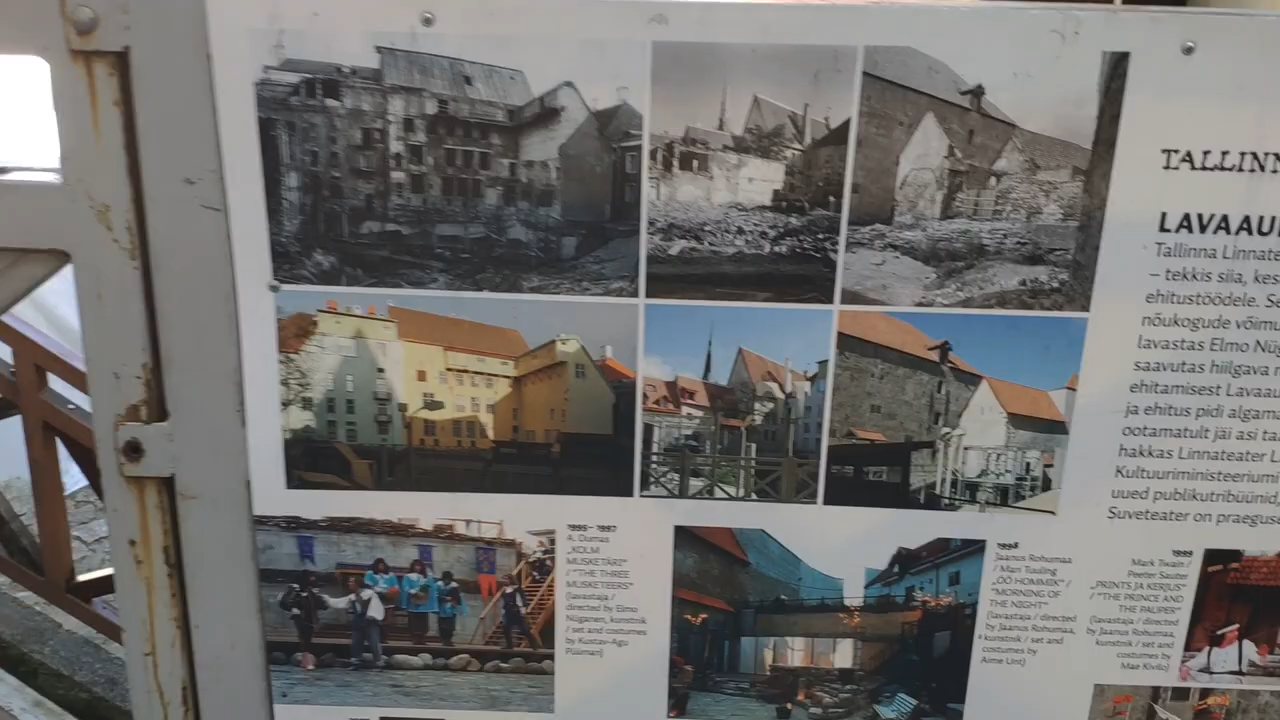 TALLINN
LAVAAU
Tallinna Linnate
– tekkis siia, kes
ehitustöödele. Se
nõukogude võimu
lavastas Elmo Nüg
saavutas hiilgava
ehitamisest Lavaau
ja ehitus pidi algam
ootamatult jäi asi ta
hakkas Linnateater L
Kultuuriministeeriumi
uued publikutribüünid
Suveteater on praegus
1995 – 1997
A. Dumas
„KOLM
MUSKETÄRI”
/ "THE THREE
MUSKETEERS"
(lavastaja /
directed by Elmo
Nüganen, kunstnik
/ set and costumes
by Kustav-Agu
Püüman)
1998
Jaanus Rohumaa
/ Mari Tuuling
„ÖÖ HOMMIK” /
"MORNING OF
THE NIGHT"
(lavastaja / directed
by Jaanus Rohumaa,
kunstnik / set and
costumes by
Aime Unt)
1999
Mark Twain /
Peeter Sauter
„PRINTS JA KERJUS”
/ "THE PRINCE AND
THE PAUPER"
(lavastaja / directed
by Jaanus Rohumaa,
kunstnik / set and
costumes by
Mae Kivilo)